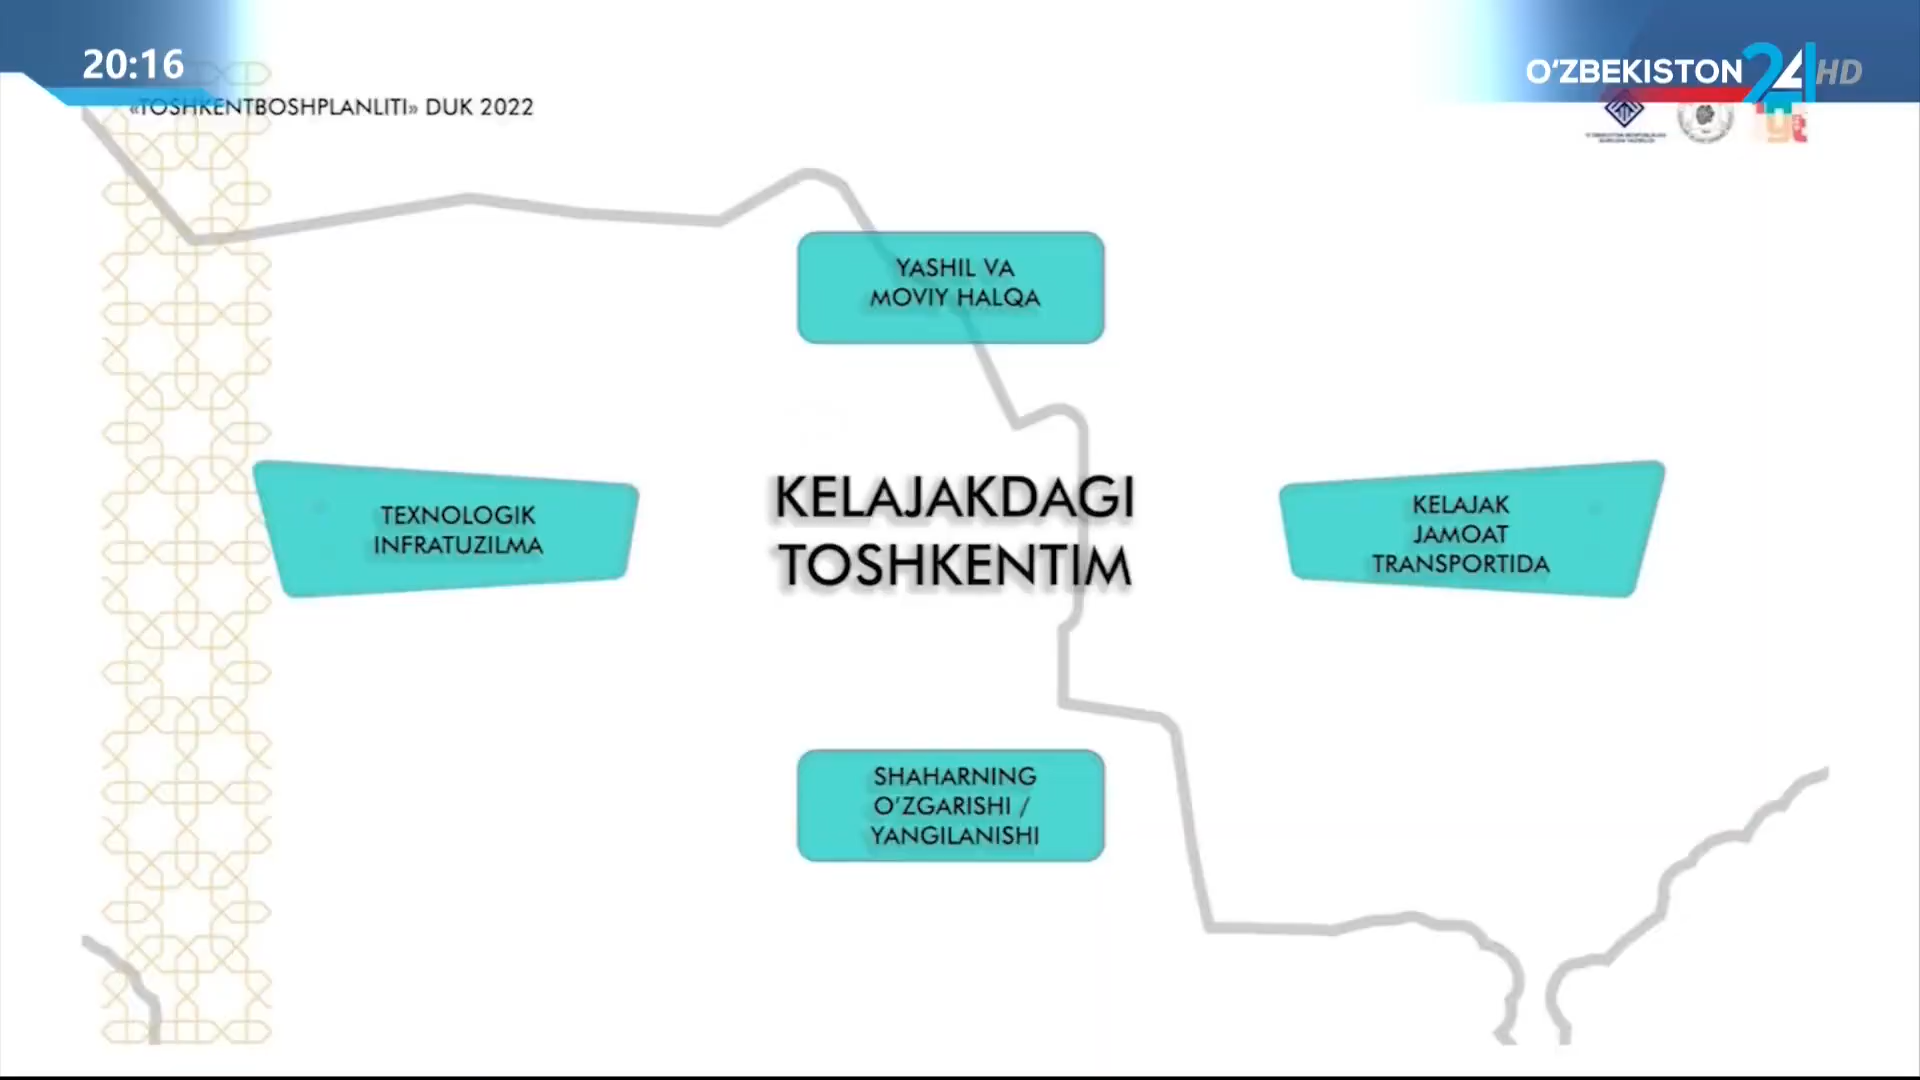 20:16
O‘ZBEKISTON 24 HD
«TOSHKENTBOSHPLANLITI» DUK 2022
YASHIL VA
MOVIY HALQA
TEXNOLOGIK
INFRATUZILMA
KELAJAKDAGI
TOSHKENTIM
KELAJAK
JAMOAT
TRANSPORTIDA
SHAHARNING
O‘ZGARISHI /
YANGILANISHI